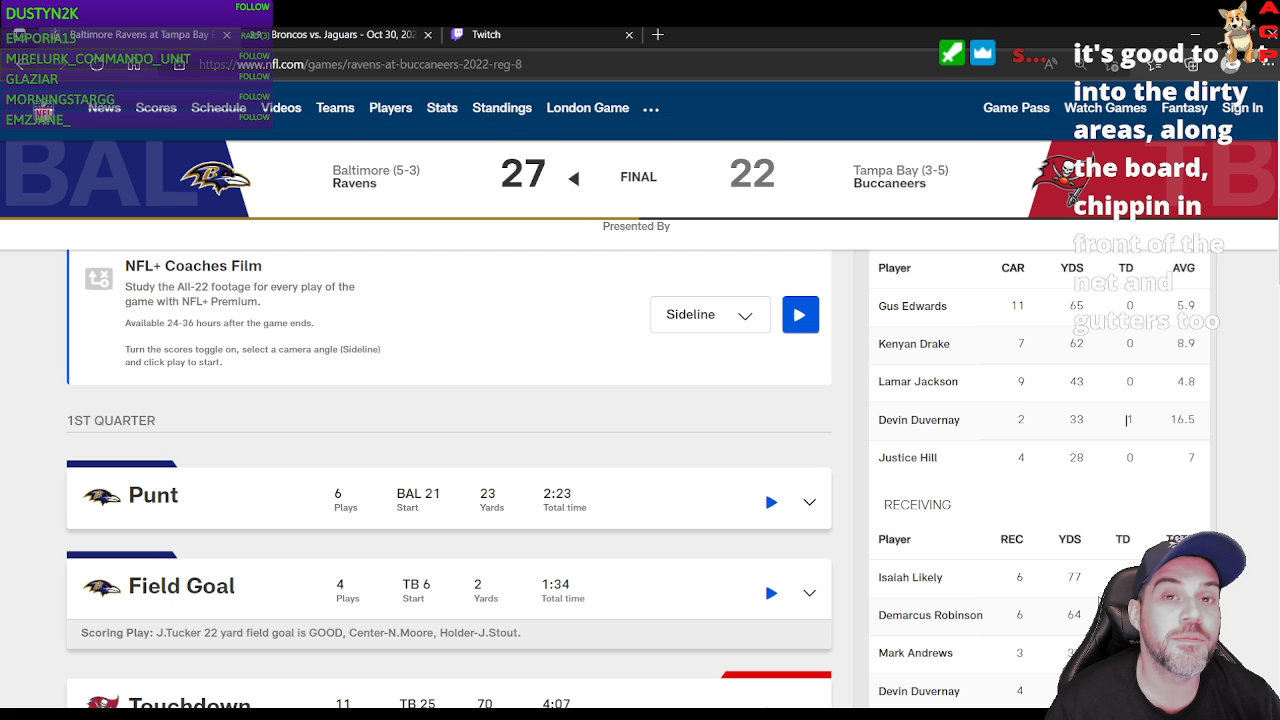 DUSTYN2K FOLLOW
EMPORIA13 RAID(3)
MIRELURK_COMMANDO_UNIT FOLLOW
GLAZIAR FOLLOW
MORNINGSTARGG FOLLOW
EMZJANE_ FOLLOW
Baltimore Ravens at Tampa Bay
Broncos vs. Jaguars - Oct 30, 202
Twitch
https://www.nfl.com/games/ravens-at-buccaneers-2022-reg-8
S...
A
C
P
it's good to get
into the dirty
areas, along
the board,
chippin in
front of the
net and
gutters too
News Scores Schedule Videos Teams Players Stats Standings London Game ...
Game Pass Watch Games Fantasy Sign In
BAL
Baltimore (5-3)
Ravens
27
FINAL
22
Tampa Bay (3-5)
Buccaneers
TB
Presented By
NFL+ Coaches Film
Study the All-22 footage for every play of the
game with NFL+ Premium.
Available 24-36 hours after the game ends.
Turn the scores toggle on, select a camera angle (Sideline)
and click play to start.
Sideline
1ST QUARTER
Punt
6 BAL 21 23 2:23
Plays Start Yards Total time
Field Goal
4 TB 6 2 1:34
Plays Start Yards Total time
Scoring Play: J.Tucker 22 yard field goal is GOOD, Center-N.Moore, Holder-J.Stout.
Touchdown 11 TB 25 70 4:07
Player CAR YDS TD AVG
Gus Edwards 11 65 0 5.9
Kenyan Drake 7 62 0 8.9
Lamar Jackson 9 43 0 4.8
Devin Duvernay 2 33 1 16.5
Justice Hill 4 28 0 7
RECEIVING
Player REC YDS TD
Isaiah Likely 6 77
Demarcus Robinson 6 64
Mark Andrews 3
Devin Duvernay 4